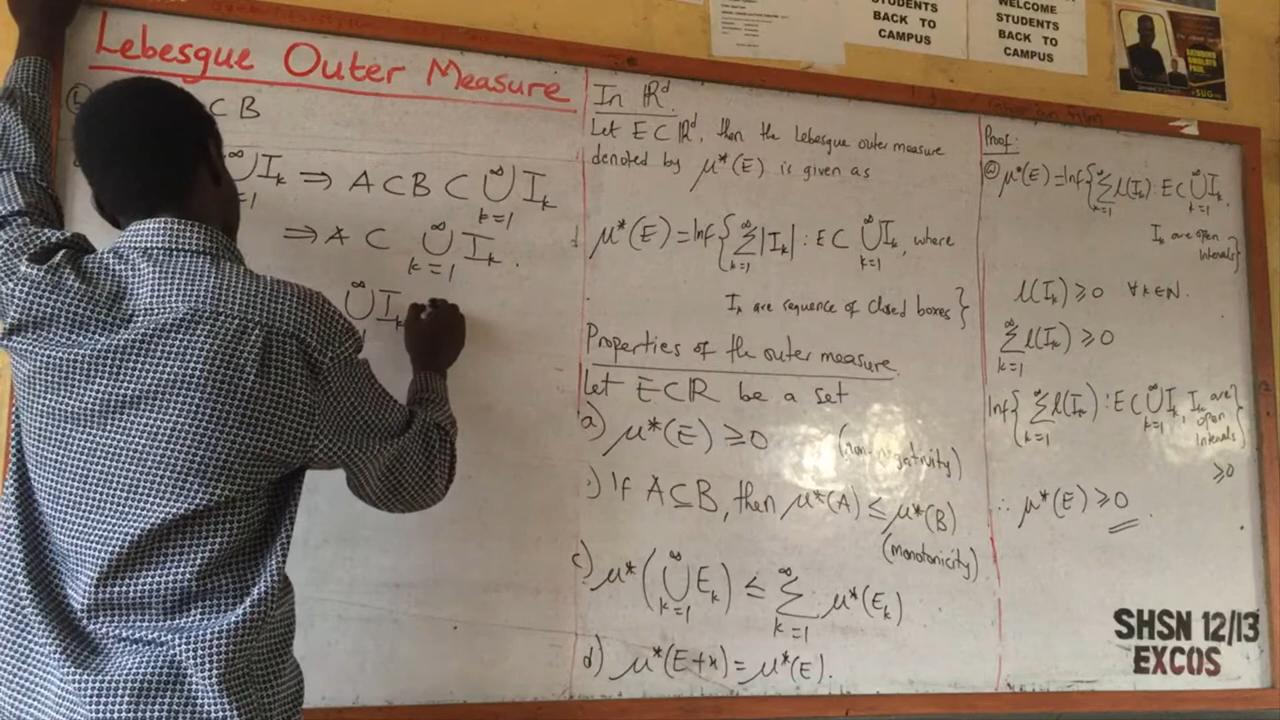 STUDENTS
BACK TO
CAMPUS
WELCOME
STUDENTS
BACK TO
CAMPUS
+SUG
Lebesgue Outer Measure
⊂ B
∞
⋃ I_k ⇒ A ⊂ B ⊂ ⋃_{k=1}^∞ I_k
=1
⇒ A ⊂ ⋃_{k=1}^∞ I_k .
⋃^∞ I_k
In ℝ^d.
Let E ⊂ ℝ^d, then the Lebesgue outer measure
denoted by μ*(E) is given as
μ*(E) = Inf{ ∑_{k=1}^∞ |I_k| : E ⊂ ⋃_{k=1}^∞ I_k, where
I_k are sequence of closed boxes }
Properties of the outer measure.
Let E ⊂ ℝ be a set
a) μ*(E) ≥ 0 (non-negativity)
) If A ⊆ B, then μ*(A) ≤ μ*(B)
(monotonicity)
c) μ*( ⋃_{k=1}^∞ E_k ) ≤ ∑_{k=1}^∞ μ*(E_k)
d) μ*(E+x) = μ*(E).
Proof:
ⓐ μ*(E) = Inf{ ∑_{k=1}^∞ l(I_k) : E ⊂ ⋃_{k=1}^∞ I_k,
I_k are open
Intervals }
l(I_k) ≥ 0 ∀ k ∈ ℕ.
∑_{k=1}^∞ l(I_k) ≥ 0
Inf{ ∑_{k=1}^∞ l(I_k) : E ⊂ ⋃_{k=1}^∞ I_k, I_k are
open
Intervals }
≥ 0
∴ μ*(E) ≥ 0 .
SHSN 12/13
EXCOS